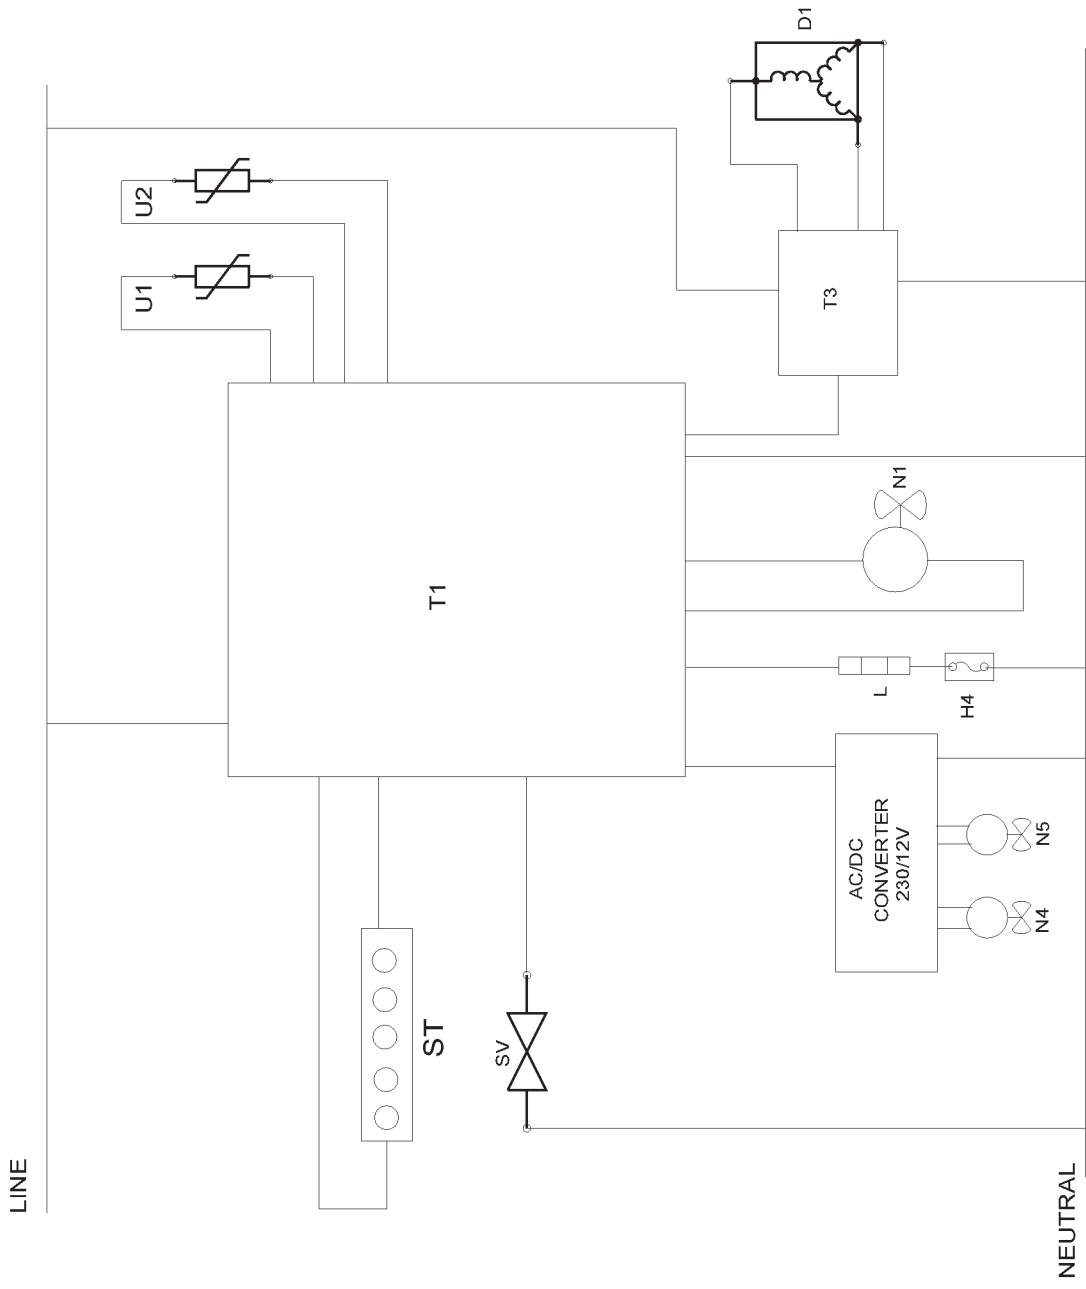 LINE
U2
U1
D1
T3
T1
N1
L
H4
AC/DC
CONVERTER
230/12V
N5
N4
ST
SV
NEUTRAL